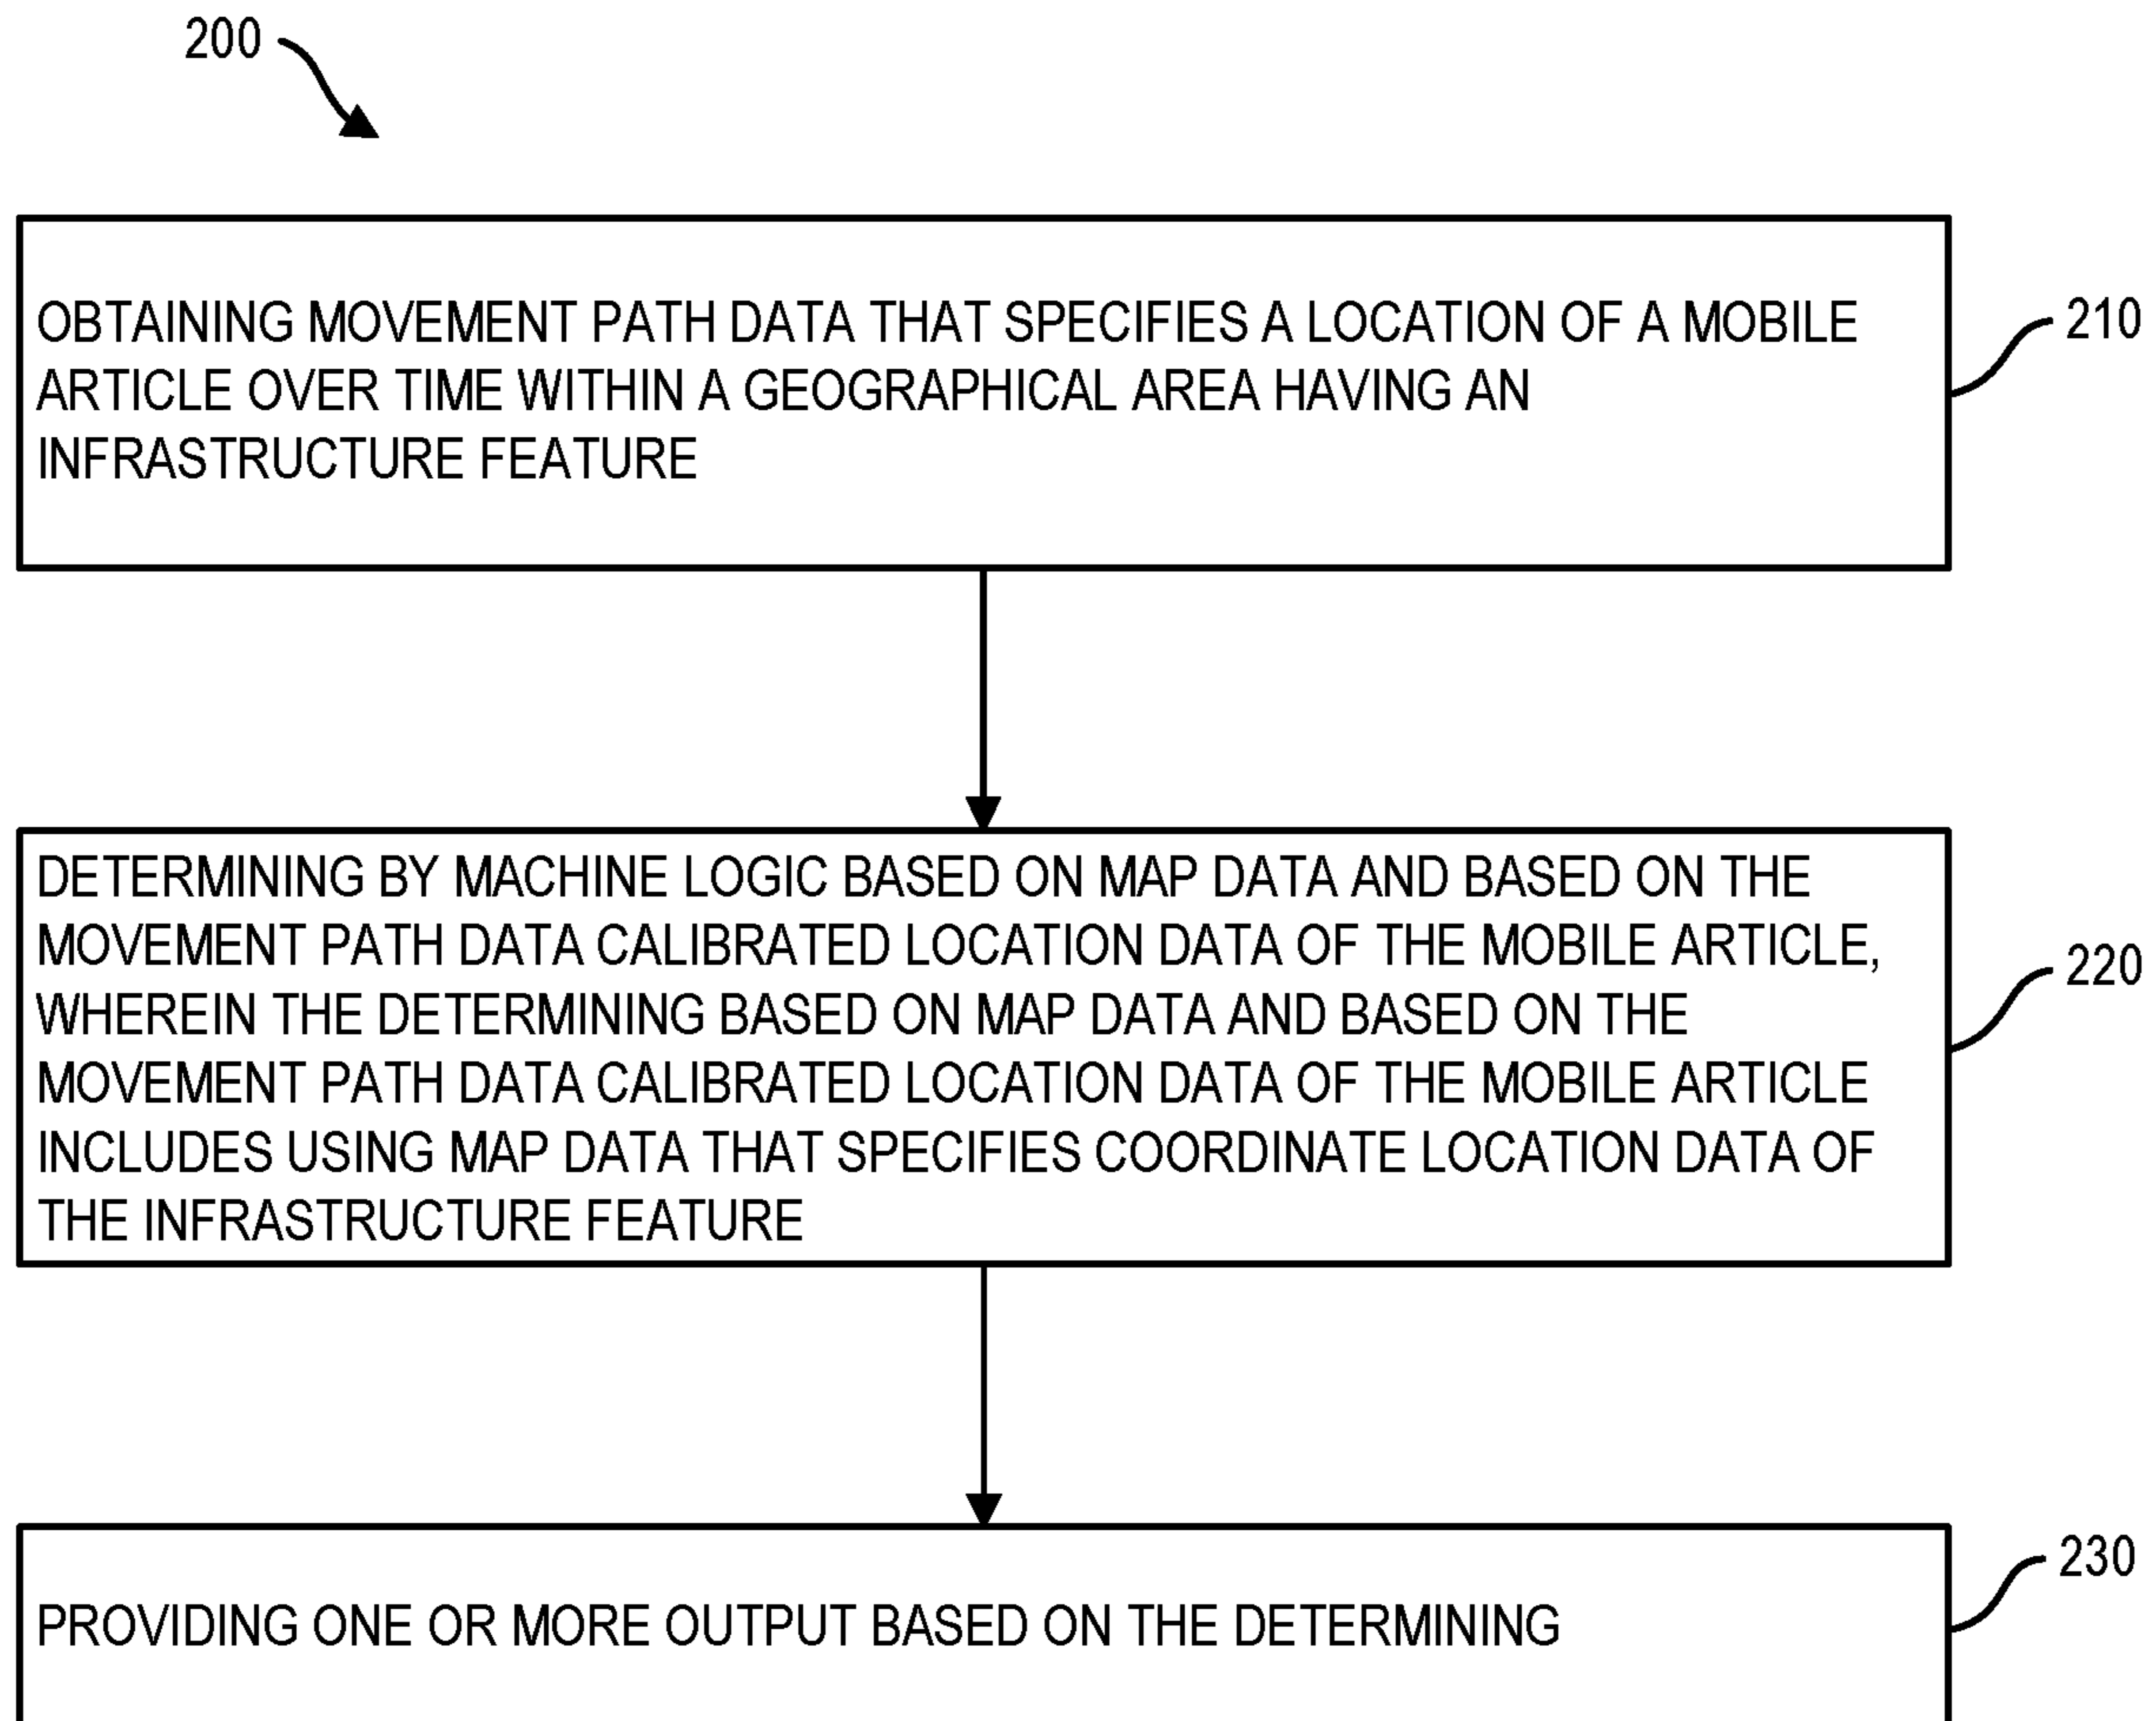 200
OBTAINING MOVEMENT PATH DATA THAT SPECIFIES A LOCATION OF A MOBILE
ARTICLE OVER TIME WITHIN A GEOGRAPHICAL AREA HAVING AN
INFRASTRUCTURE FEATURE
210
DETERMINING BY MACHINE LOGIC BASED ON MAP DATA AND BASED ON THE
MOVEMENT PATH DATA CALIBRATED LOCATION DATA OF THE MOBILE ARTICLE,
WHEREIN THE DETERMINING BASED ON MAP DATA AND BASED ON THE
MOVEMENT PATH DATA CALIBRATED LOCATION DATA OF THE MOBILE ARTICLE
INCLUDES USING MAP DATA THAT SPECIFIES COORDINATE LOCATION DATA OF
THE INFRASTRUCTURE FEATURE
220
PROVIDING ONE OR MORE OUTPUT BASED ON THE DETERMINING
230